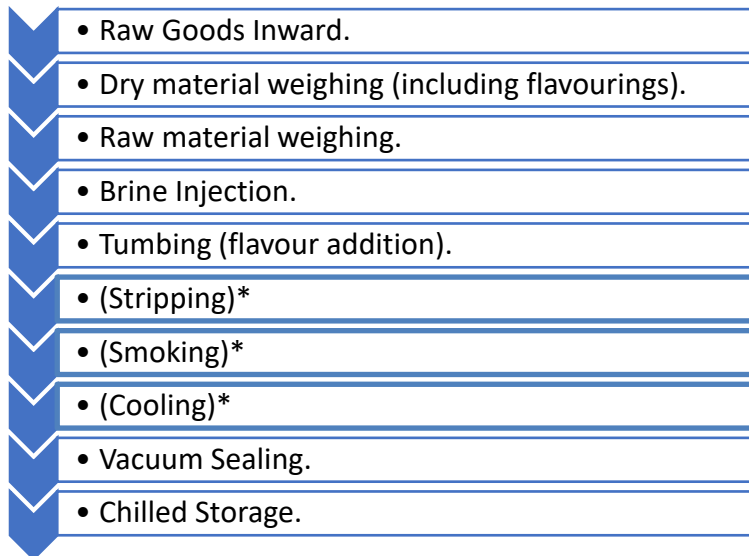 • Raw Goods Inward.
• Dry material weighing (including flavourings).
• Raw material weighing.
• Brine Injection.
• Tumbing (flavour addition).
• (Stripping)*
• (Smoking)*
• (Cooling)*
• Vacuum Sealing.
• Chilled Storage.